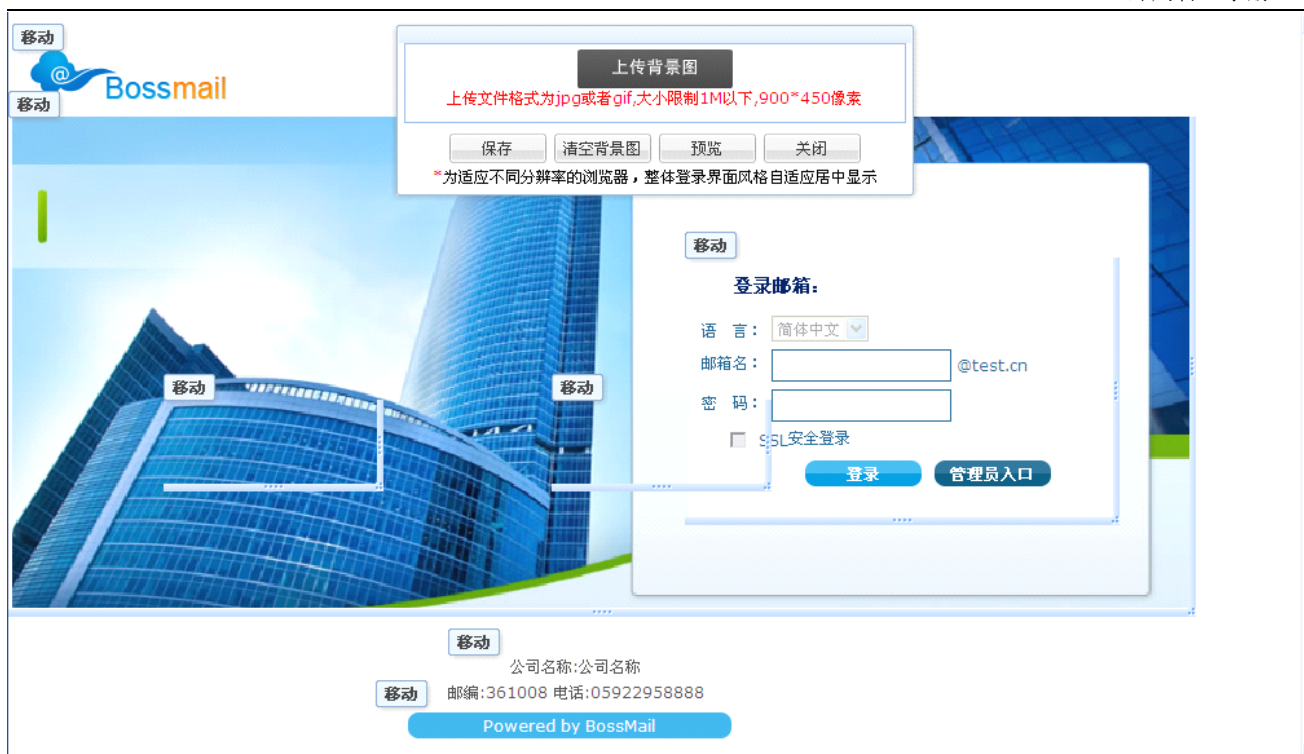 移动
Bossmail
移动
上传背景图
上传文件格式为jpg或者gif,大小限制1M以下,900*450像素
保存 清空背景图 预览 关闭
*为适应不同分辨率的浏览器，整体登录界面风格自适应居中显示
移动
登录邮箱：
语 言： 简体中文
邮箱名： @test.cn
移动 移动
密 码：
SSL安全登录
登录 管理员入口
移动
公司名称:公司名称
移动 邮编:361008 电话:05922958888
Powered by BossMail